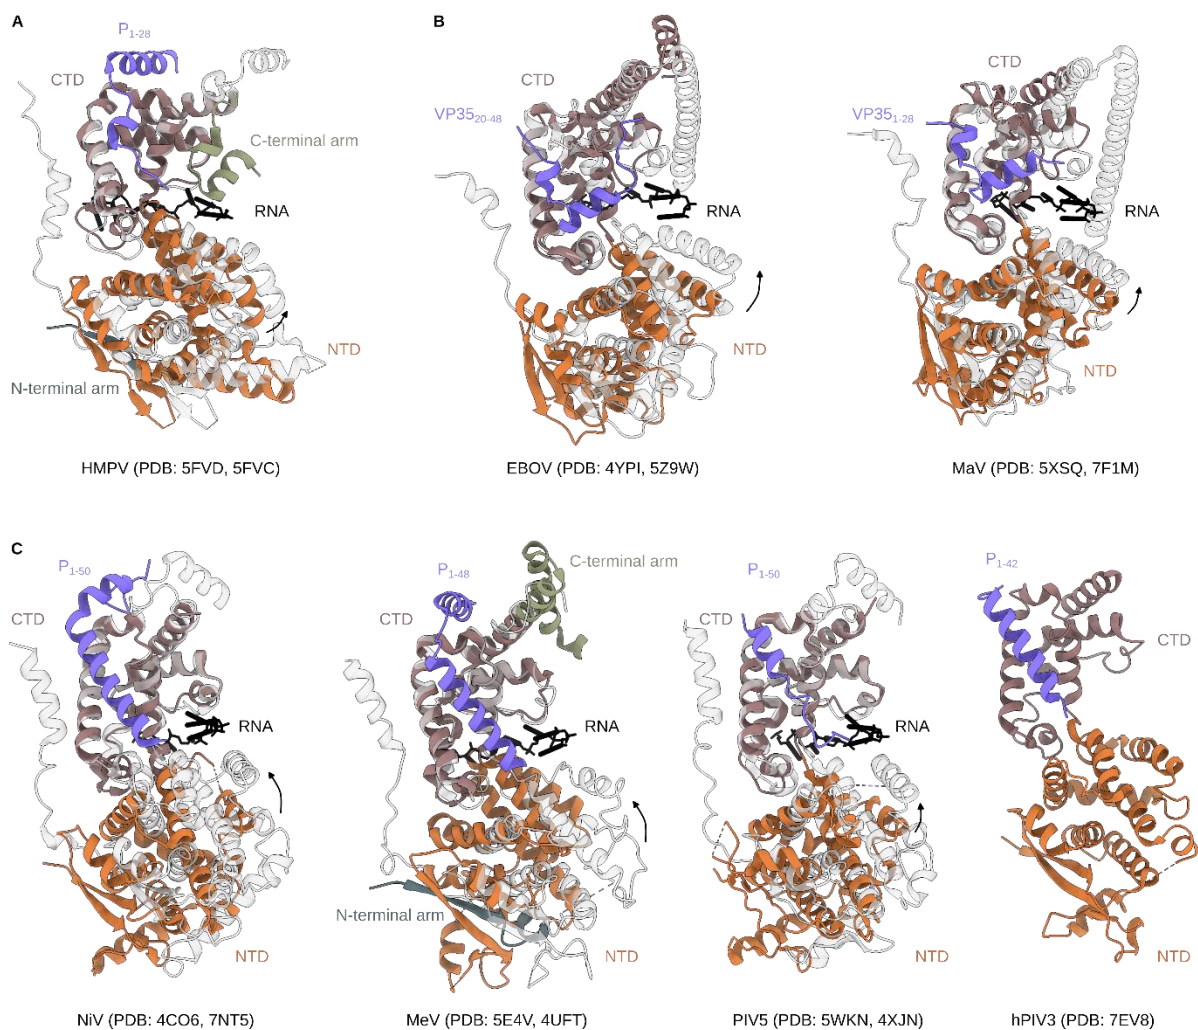 A
P1-28
CTD
C-terminal arm
RNA
N-terminal arm
NTD
HMPV (PDB: 5FVD, 5FVC)
B
CTD
VP3520-48
RNA
NTD
EBOV (PDB: 4YPI, 5Z9W)
CTD
VP351-28
RNA
NTD
MaV (PDB: 5XSQ, 7F1M)
C
P1-50
CTD
RNA
NTD
NiV (PDB: 4CO6, 7NT5)
C-terminal arm
P1-48
CTD
RNA
N-terminal arm
NTD
MeV (PDB: 5E4V, 4UFT)
P1-50
CTD
RNA
NTD
PIV5 (PDB: 5WKN, 4XJN)
P1-42
CTD
NTD
hPIV3 (PDB: 7EV8)